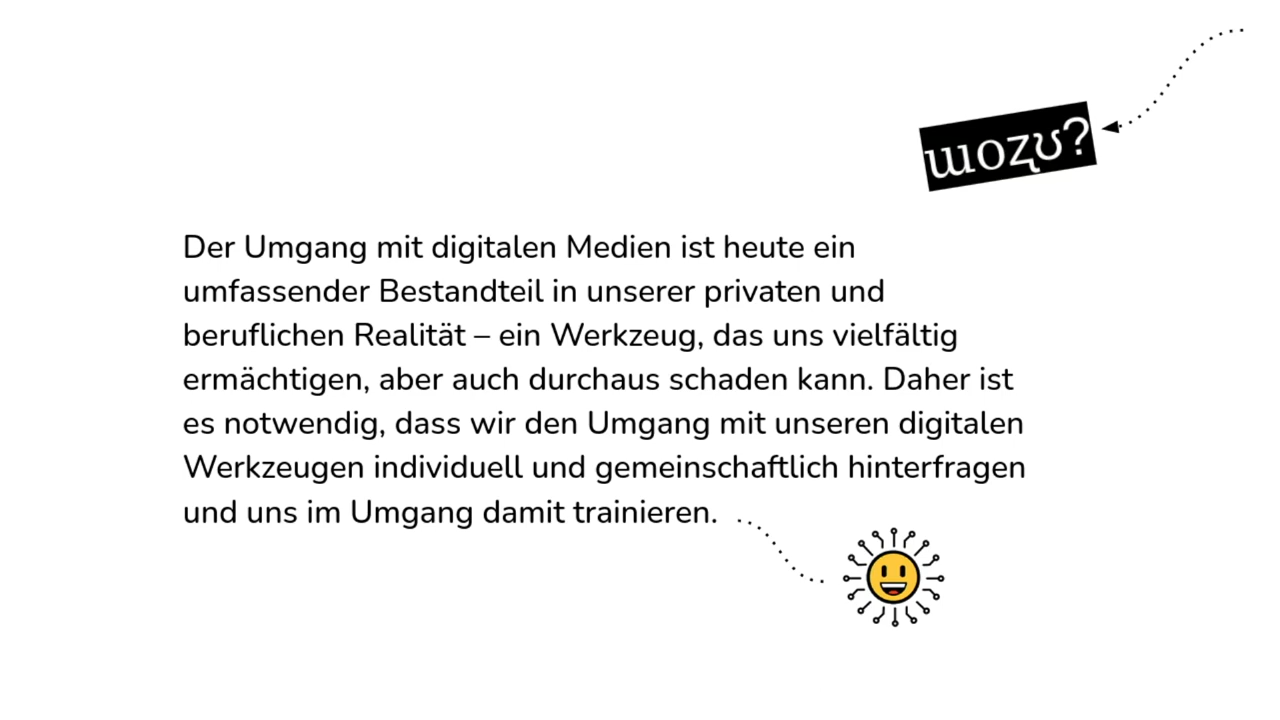 ɯoʐʊ?
Der Umgang mit digitalen Medien ist heute ein
umfassender Bestandteil in unserer privaten und
beruflichen Realität – ein Werkzeug, das uns vielfältig
ermächtigen, aber auch durchaus schaden kann. Daher ist
es notwendig, dass wir den Umgang mit unseren digitalen
Werkzeugen individuell und gemeinschaftlich hinterfragen
und uns im Umgang damit trainieren.